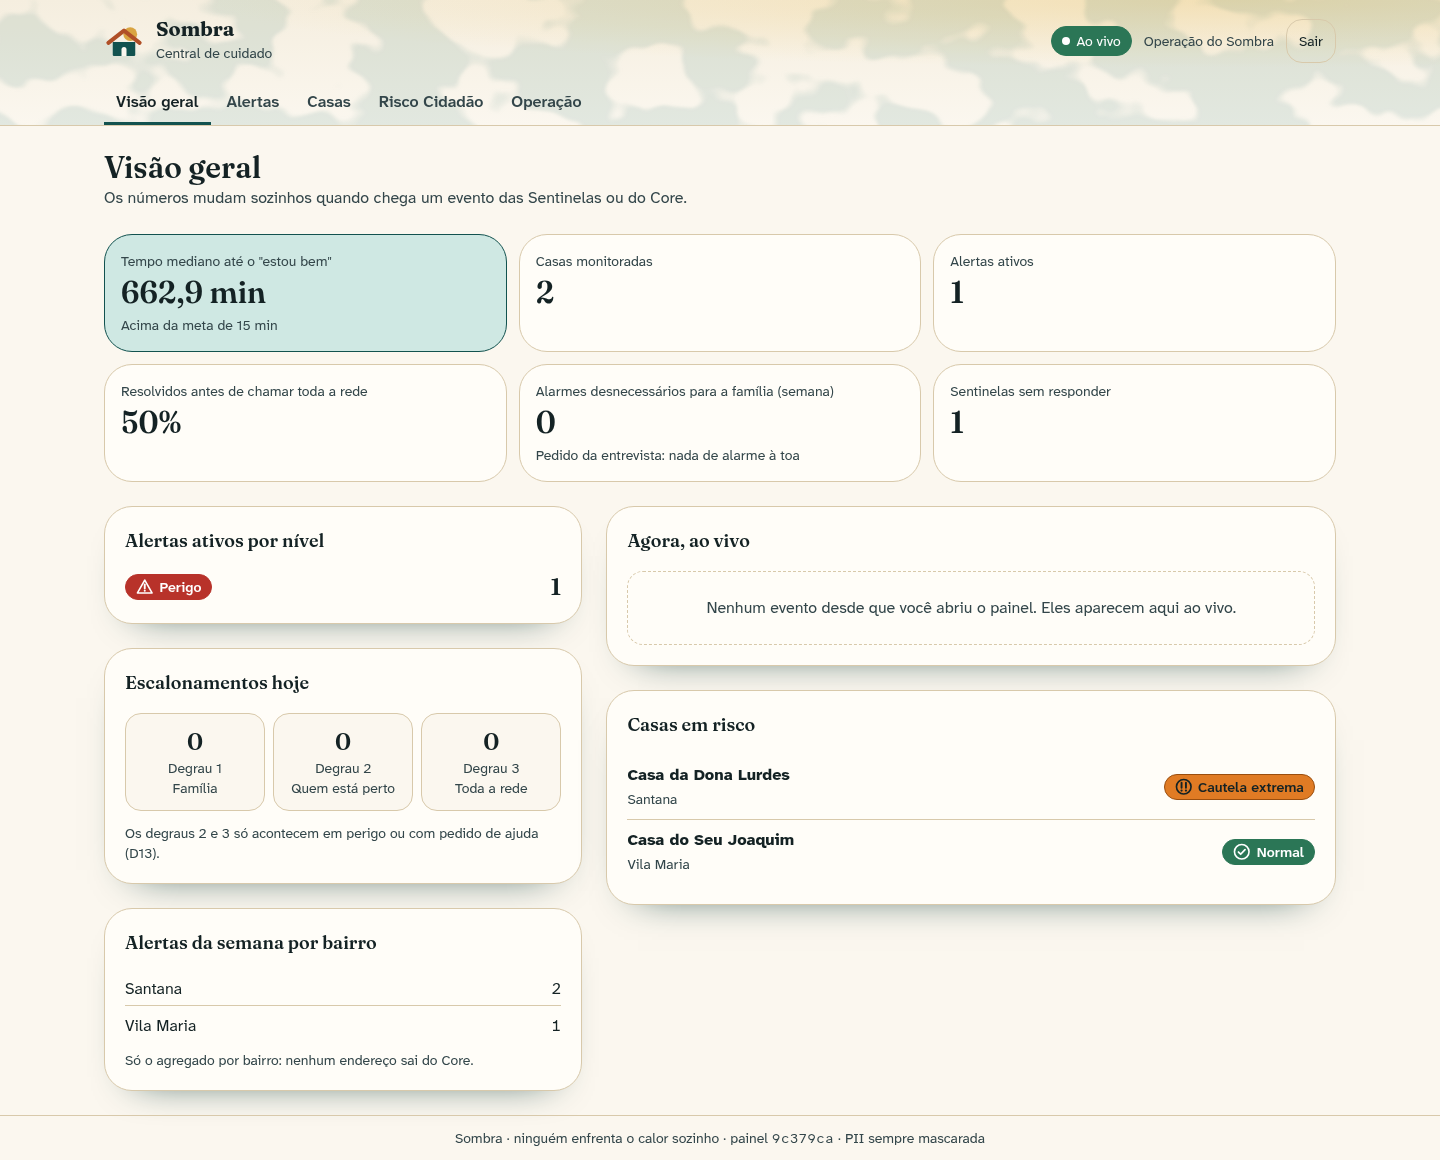 Sombra
Central de cuidado
Ao vivo
Operação do Sombra
Sair
Visão geral
Alertas
Casas
Risco Cidadão
Operação
Visão geral
Os números mudam sozinhos quando chega um evento das Sentinelas ou do Core.
Tempo mediano até o "estou bem"
662,9 min
Acima da meta de 15 min
Casas monitoradas
2
Alertas ativos
1
Resolvidos antes de chamar toda a rede
50%
Alarmes desnecessários para a família (semana)
0
Pedido da entrevista: nada de alarme à toa
Sentinelas sem responder
1
Alertas ativos por nível
Perigo
1
Escalonamentos hoje
0
Degrau 1
Família
0
Degrau 2
Quem está perto
0
Degrau 3
Toda a rede
Os degraus 2 e 3 só acontecem em perigo ou com pedido de ajuda
(D13).
Alertas da semana por bairro
Santana 2
Vila Maria 1
Só o agregado por bairro: nenhum endereço sai do Core.
Agora, ao vivo
Nenhum evento desde que você abriu o painel. Eles aparecem aqui ao vivo.
Casas em risco
Casa da Dona Lurdes
Santana
Cautela extrema
Casa do Seu Joaquim
Vila Maria
Normal
Sombra · ninguém enfrenta o calor sozinho · painel 9c379ca · PII sempre mascarada